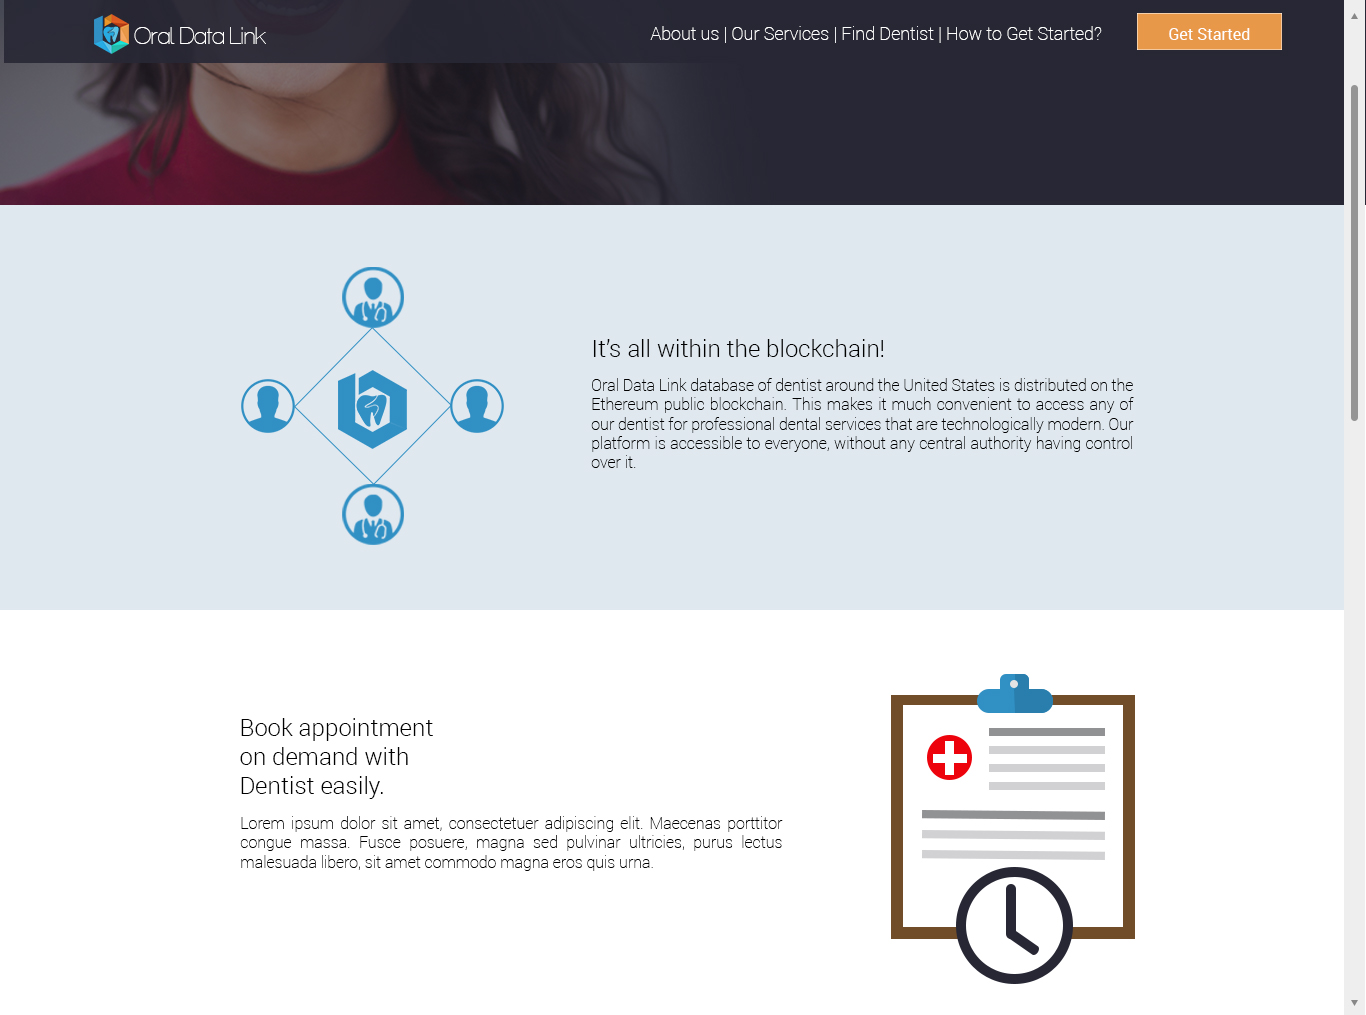 Oral Data Link
About us | Our Services | Find Dentist | How to Get Started?
Get Started
It’s all within the blockchain!
Oral Data Link database of dentist around the United States is distributed on the
Ethereum public blockchain. This makes it much convenient to access any of
our dentist for professional dental services that are technologically modern. Our
platform is accessible to everyone, without any central authority having control
over it.
Book appointment
on demand with
Dentist easily.
Lorem ipsum dolor sit amet, consectetuer adipiscing elit. Maecenas porttitor
congue massa. Fusce posuere, magna sed pulvinar ultricies, purus lectus
malesuada libero, sit amet commodo magna eros quis urna.